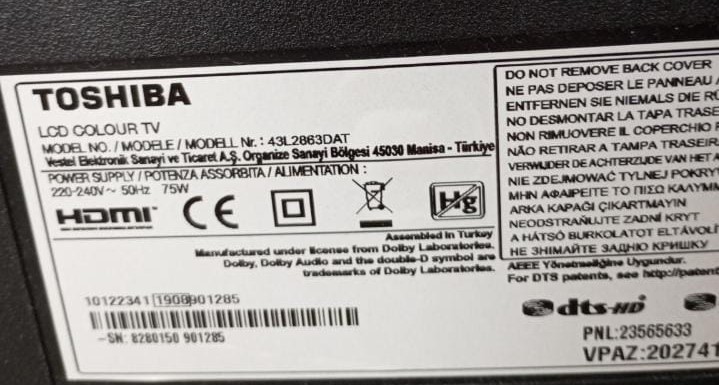 TOSHIBA
LCD COLOUR TV
MODEL NO. / MODELE / MODELL Nr. : 43L2863DAT
Vestel Elektronik Sanayi ve Ticaret A.Ş. Organize Sanayi Bölgesi 45030 Manisa - Türkiye
POWER SUPPLY / POTENZA ASSORBITA / ALIMENTATION :
220-240V~ 50Hz 75W
HDMI CE Hg
Assembled in Turkey
Manufactured under license from Dolby Laboratories.
Dolby, Dolby Audio and the double-D symbol are
trademarks of Dolby Laboratories.
10122341 1908901285
-SN: 8280150 901285
DO NOT REMOVE BACK COVER
NE PAS DEPOSER LE PANNEAU
ENTFERNEN SIE NIEMALS DIE
NO DESMONTAR LA TAPA TRASE
NON RIMUOVERE IL COPERCHIO
NÃO RETIRAR A TAMPA TRASEIR
VERWIJDER DE ACHTERZIJDE VAN HET
NIE ZDEJMOWAĆ TYLNEJ POKRY
ΜΗΝ ΑΦΑΙΡΕΙΤΕ ΤΟ ΠΙΣΩ ΚΑΛΥΜΜ
ARKA KAPAĞI ÇIKARTMAYIN
NEODSTRAŇUJTE ZADNÍ KRYT
A HÁTSÓ BURKOLATOT ELTÁVOLÍ
НЕ ЗНІМАЙТЕ ЗАДНЮ КРИШКУ
AEEE Yönetmeliğine Uygundur.
For DTS patents, see http://patent
dts-HD
PNL:23565633
VPAZ:202741